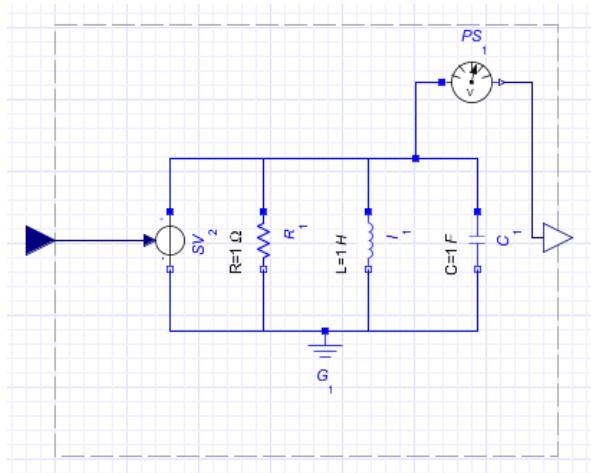 PS
1
V
+
-
SV
2
R=1 Ω
R
1
L=1 H
I
1
C=1 F
C
1
G
1